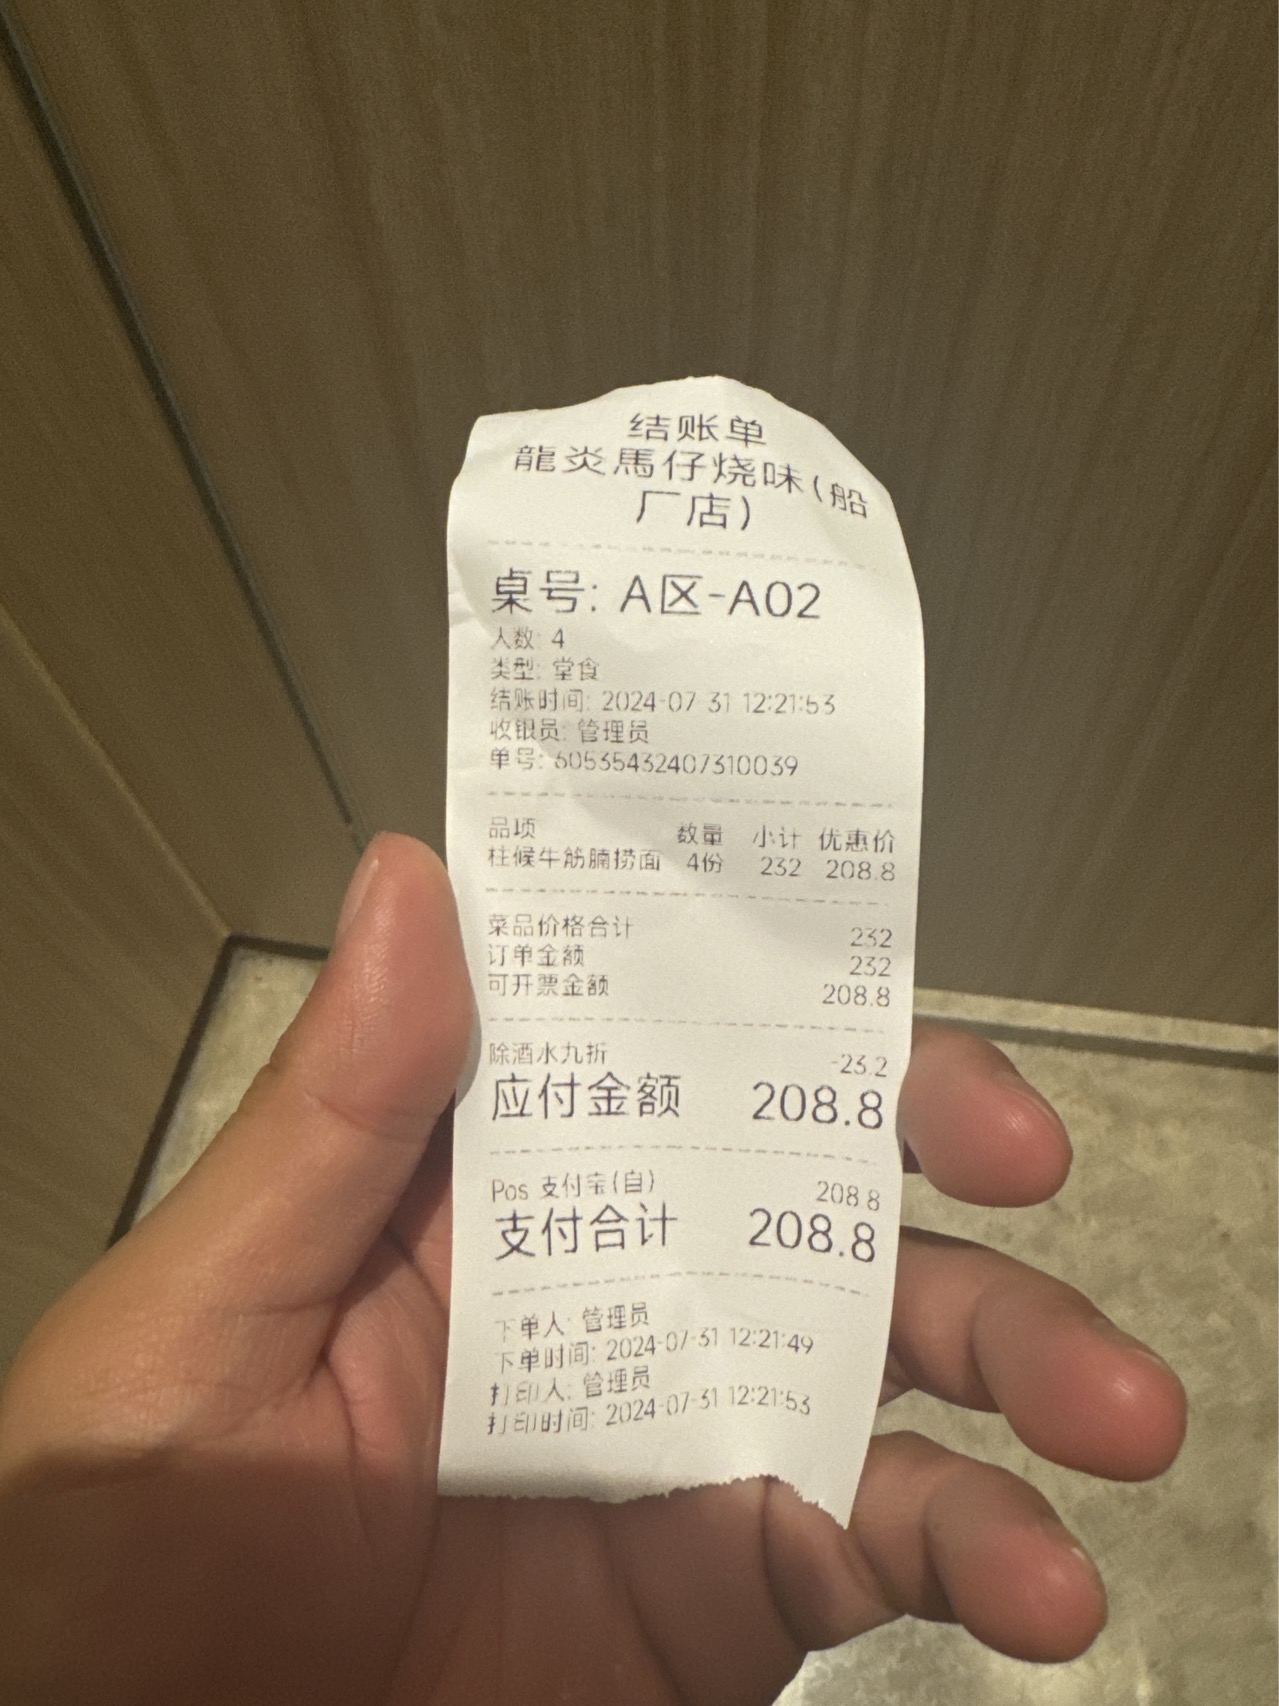 结账单
龍炎馬仔烧味(船
厂店)
桌号: A区-A02
人数: 4
类型: 堂食
结账时间: 2024-07-31 12:21:53
收银员: 管理员
单号: 605354324073​10039
品项 数量 小计 优惠价
柱候牛筋腩捞面 4份 232 208.8
菜品价格合计 232
订单金额 232
可开票金额 208.8
除酒水九折 -23.2
应付金额 208.8
Pos 支付宝(自) 208.8
支付合计 208.8
下单人: 管理员
下单时间: 2024-07-31 12:21:49
打印人: 管理员
打印时间: 2024-07-31 12:21:53